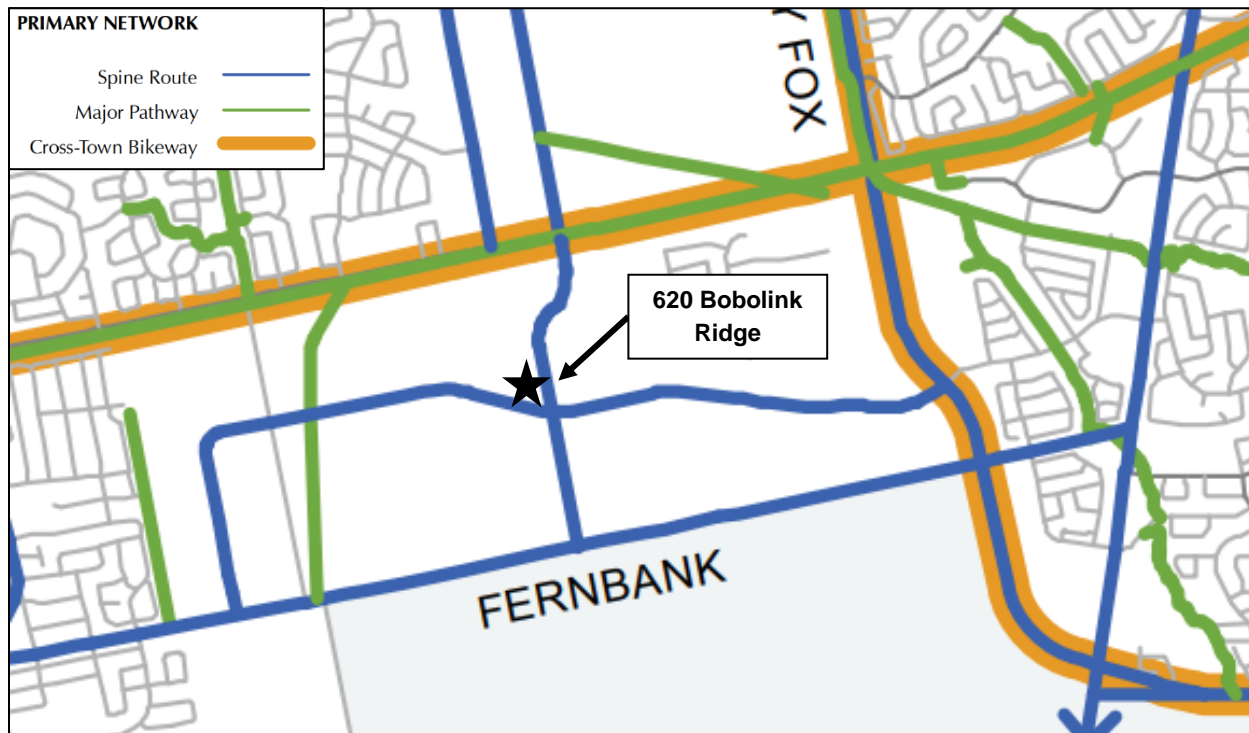 PRIMARY NETWORK
Spine Route
Major Pathway
Cross-Town Bikeway
Y FOX
620 Bobolink
Ridge
FERNBANK